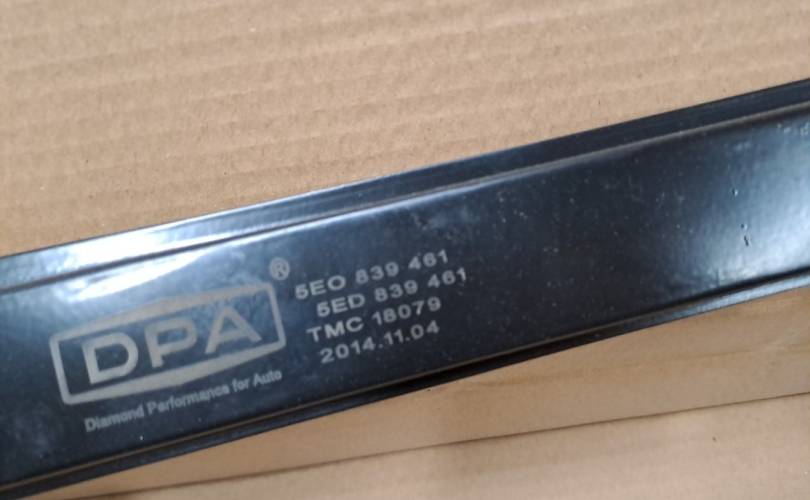 DPA®
Diamond Performance for Auto
5EO 839 461
5ED 839 461
TMC 18079
2014.11.04